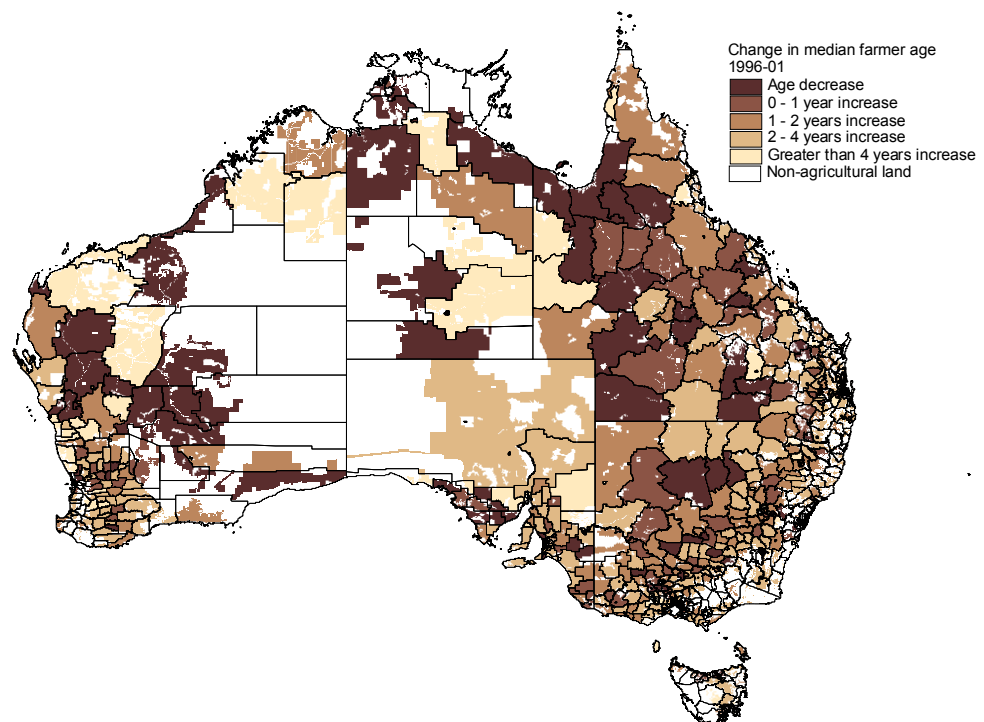 Change in median farmer age
1996-01
Age decrease
0 - 1 year increase
1 - 2 years increase
2 - 4 years increase
Greater than 4 years increase
Non-agricultural land